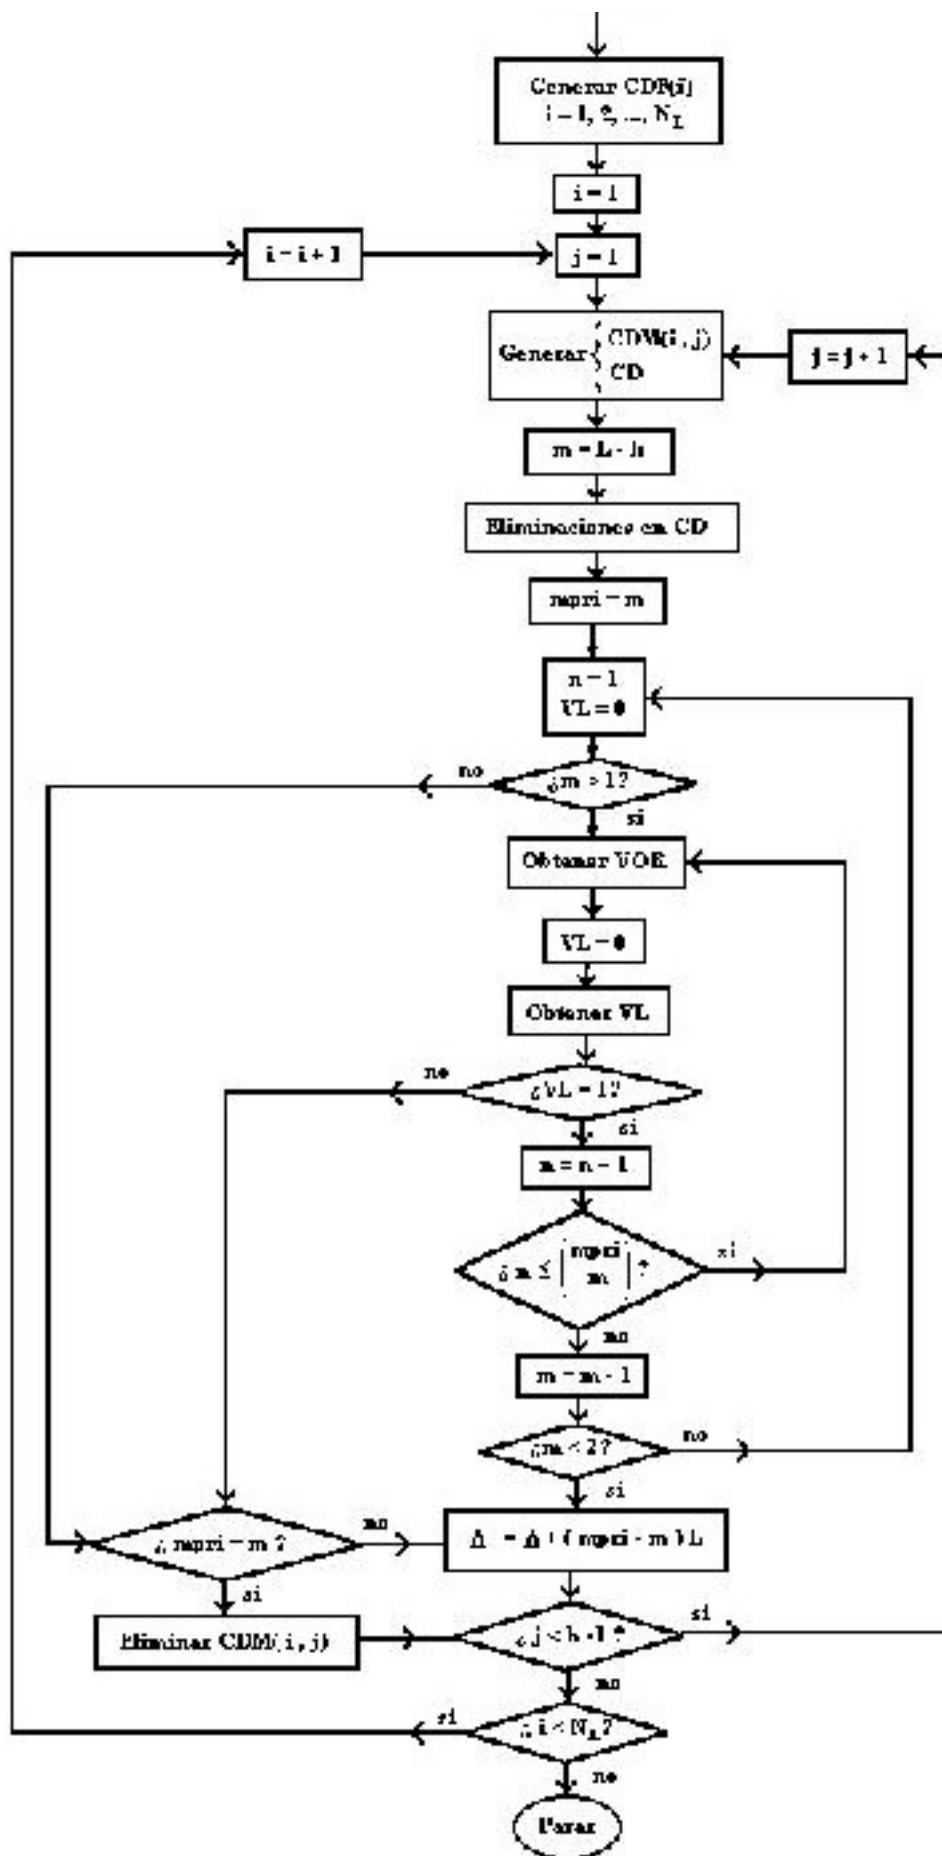 Generar CDR(i)
i = 1, 2, ..., N_L
i = 1
i = i + 1
j = 1
Generar { CDM(i, j)
CD
j = j + 1
m = L - h
Eliminaciones en CD
mpri = m
n = 1
VL = 0
no
¿m > 1?
si
Obtener VOR
VL = 0
Obtener VL
no
¿VL = 1?
si
mpri
si
m
no
m = m - 1
¿m < 2?
no
si
¿ mpri = m ?
no
si
Eliminar CDM( i, j)
si
no
si
¿ i < N_L ?
no
Parar